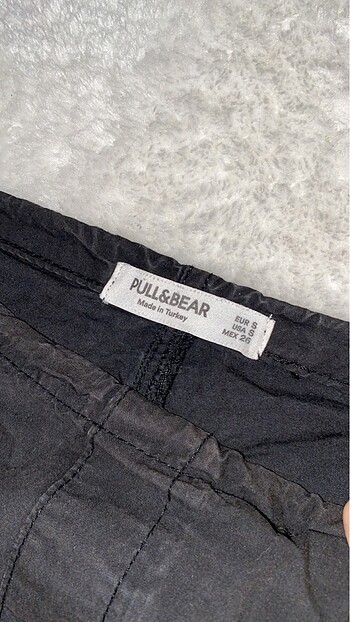 PULL&BEAR
Made in Turkey
EUR S
USA S
MEX 26